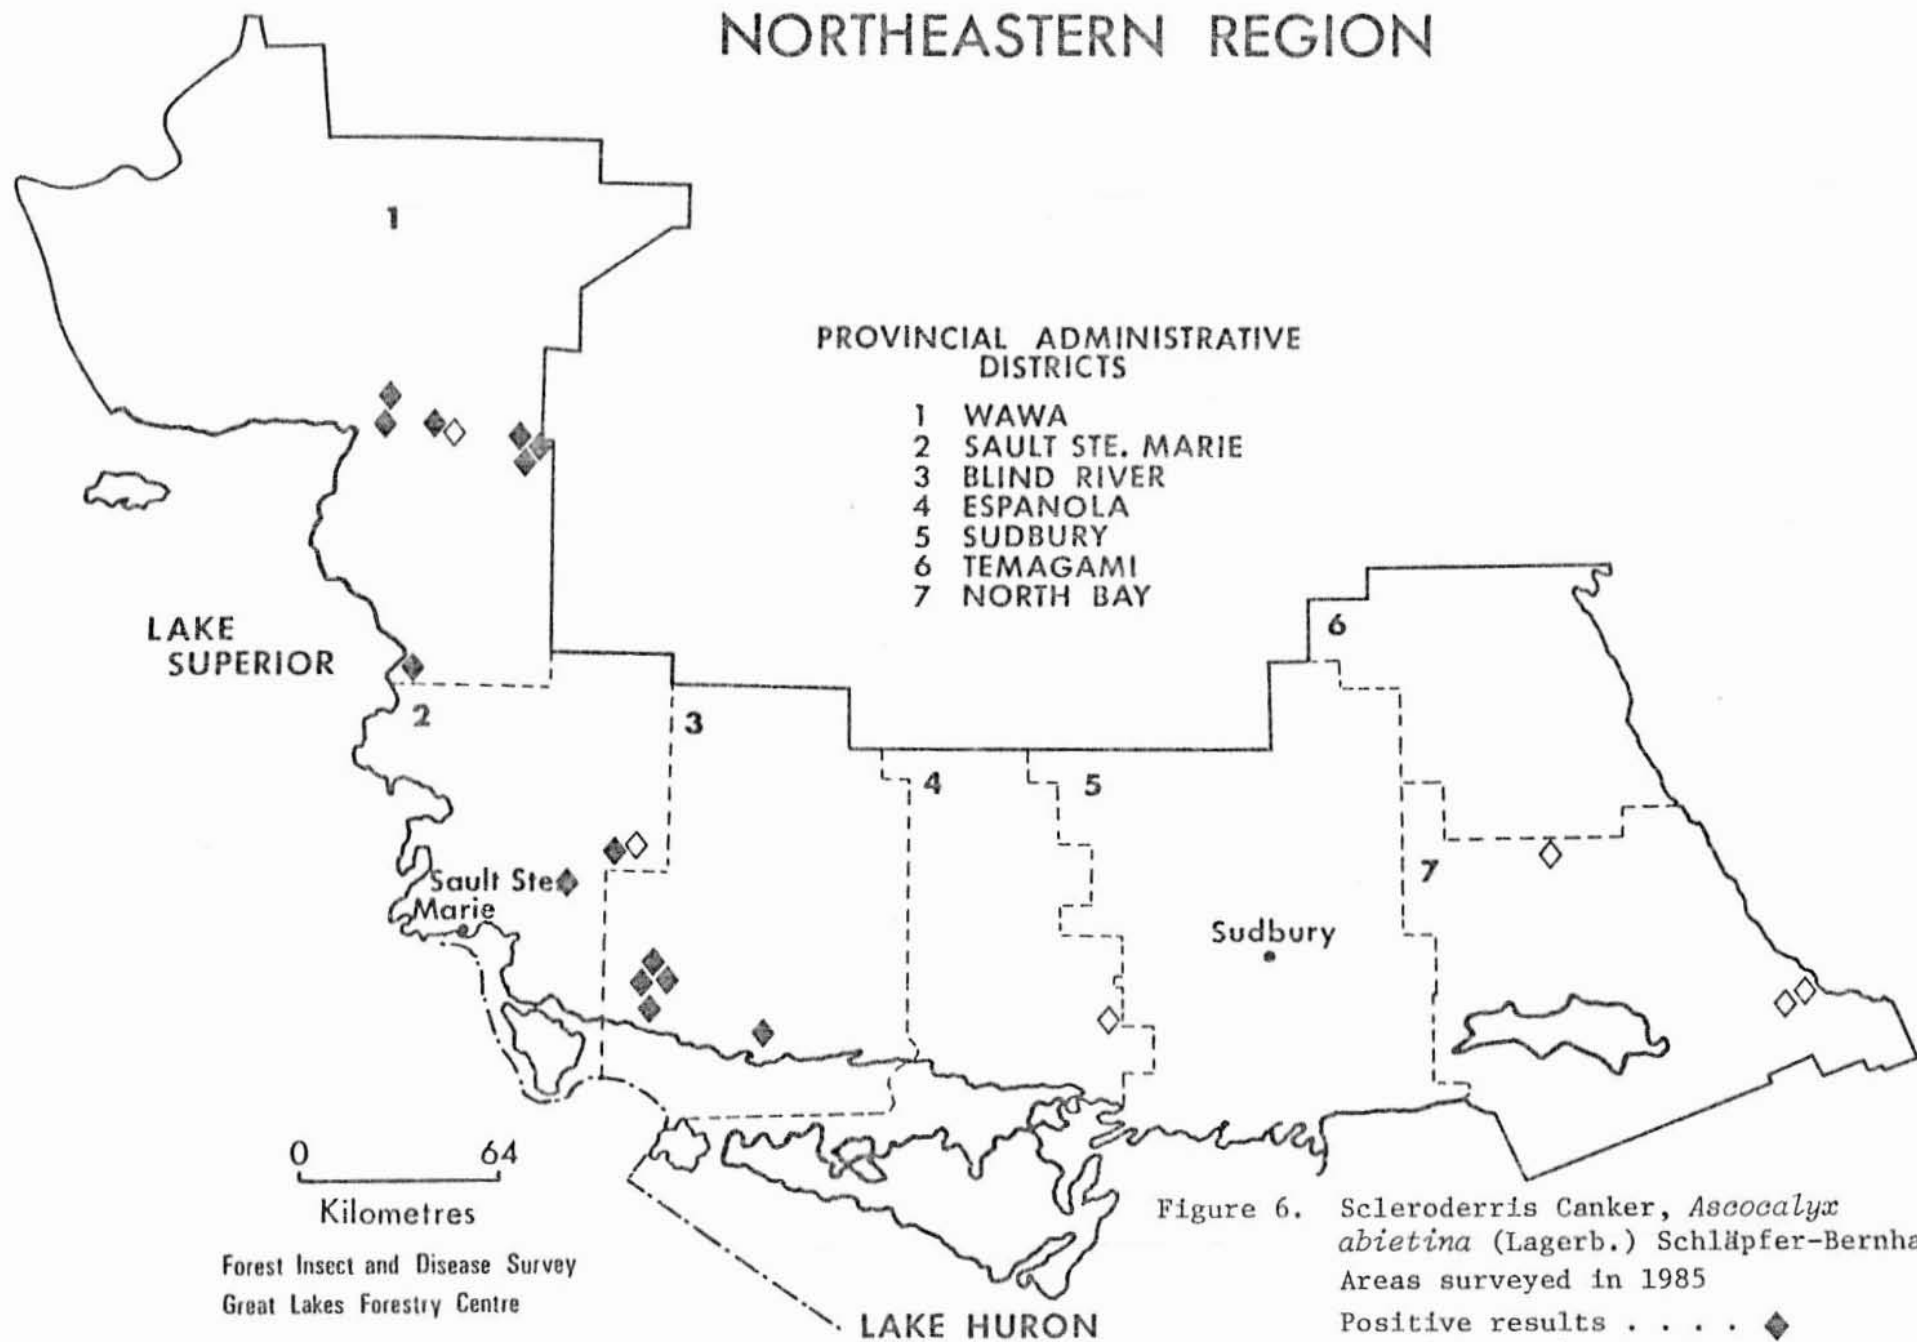 NORTHEASTERN REGION
1
PROVINCIAL ADMINISTRATIVE
DISTRICTS
1 WAWA
2 SAULT STE. MARIE
3 BLIND RIVER
4 ESPANOLA
5 SUDBURY
6 TEMAGAMI
7 NORTH BAY
LAKE
SUPERIOR
6
2
3
4
5
7
Sault Ste
Marie
Sudbury
0 64
Kilometres
Forest Insect and Disease Survey
Great Lakes Forestry Centre
LAKE HURON
Figure 6. Scleroderris Canker, Ascocalyx
abietina (Lagerb.) Schläpfer-Bernha
Areas surveyed in 1985
Positive results . . . . ◆